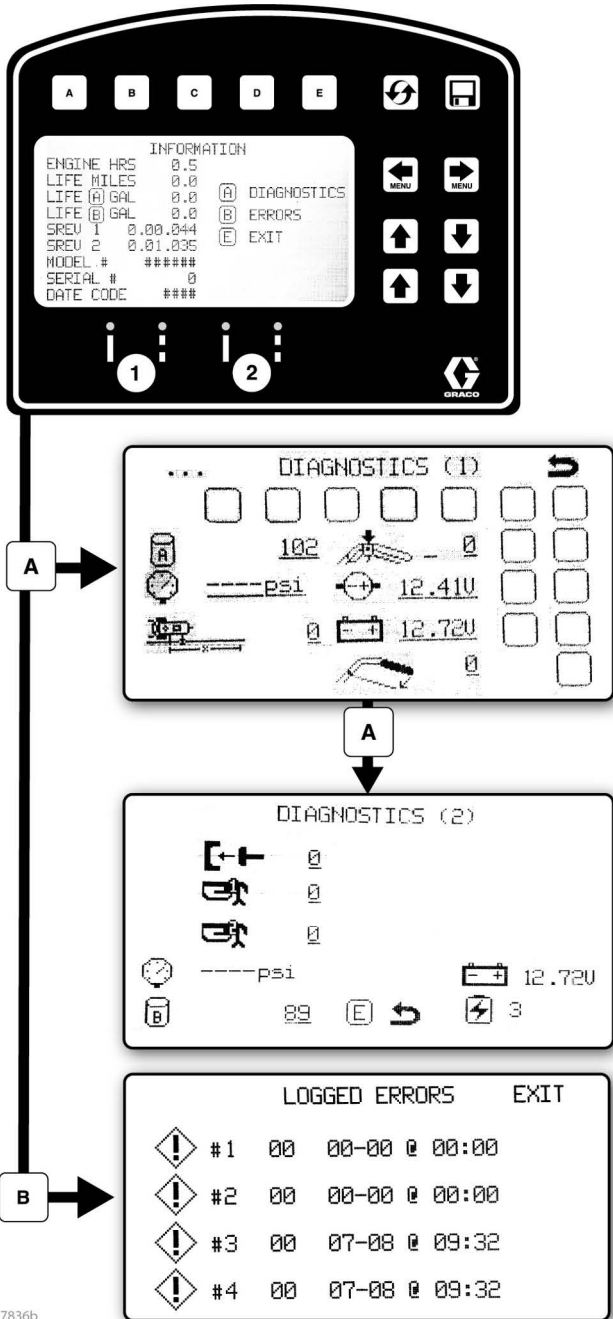 A B C D E
INFORMATION
ENGINE HRS 0.5
LIFE MILES 0.0
LIFE A GAL 0.0
LIFE B GAL 0.0
SREV 1 0.00.044
SREV 2 0.01.035
MODEL # ######
SERIAL # 0
DATE CODE ####
A DIAGNOSTICS
B ERRORS
E EXIT
MENU MENU
1 2
G
GRACO
A
... DIAGNOSTICS (1)
A 102 0
----psi 12.41V
x 0 - + 12.72V
0
A
DIAGNOSTICS (2)
0
1 0
2 0
----psi - + 12.72V
B 89 E 3
B
LOGGED ERRORS EXIT
! #1 00 00-00 @ 00:00
! #2 00 00-00 @ 00:00
! #3 00 07-08 @ 09:32
! #4 00 07-08 @ 09:32
7836b